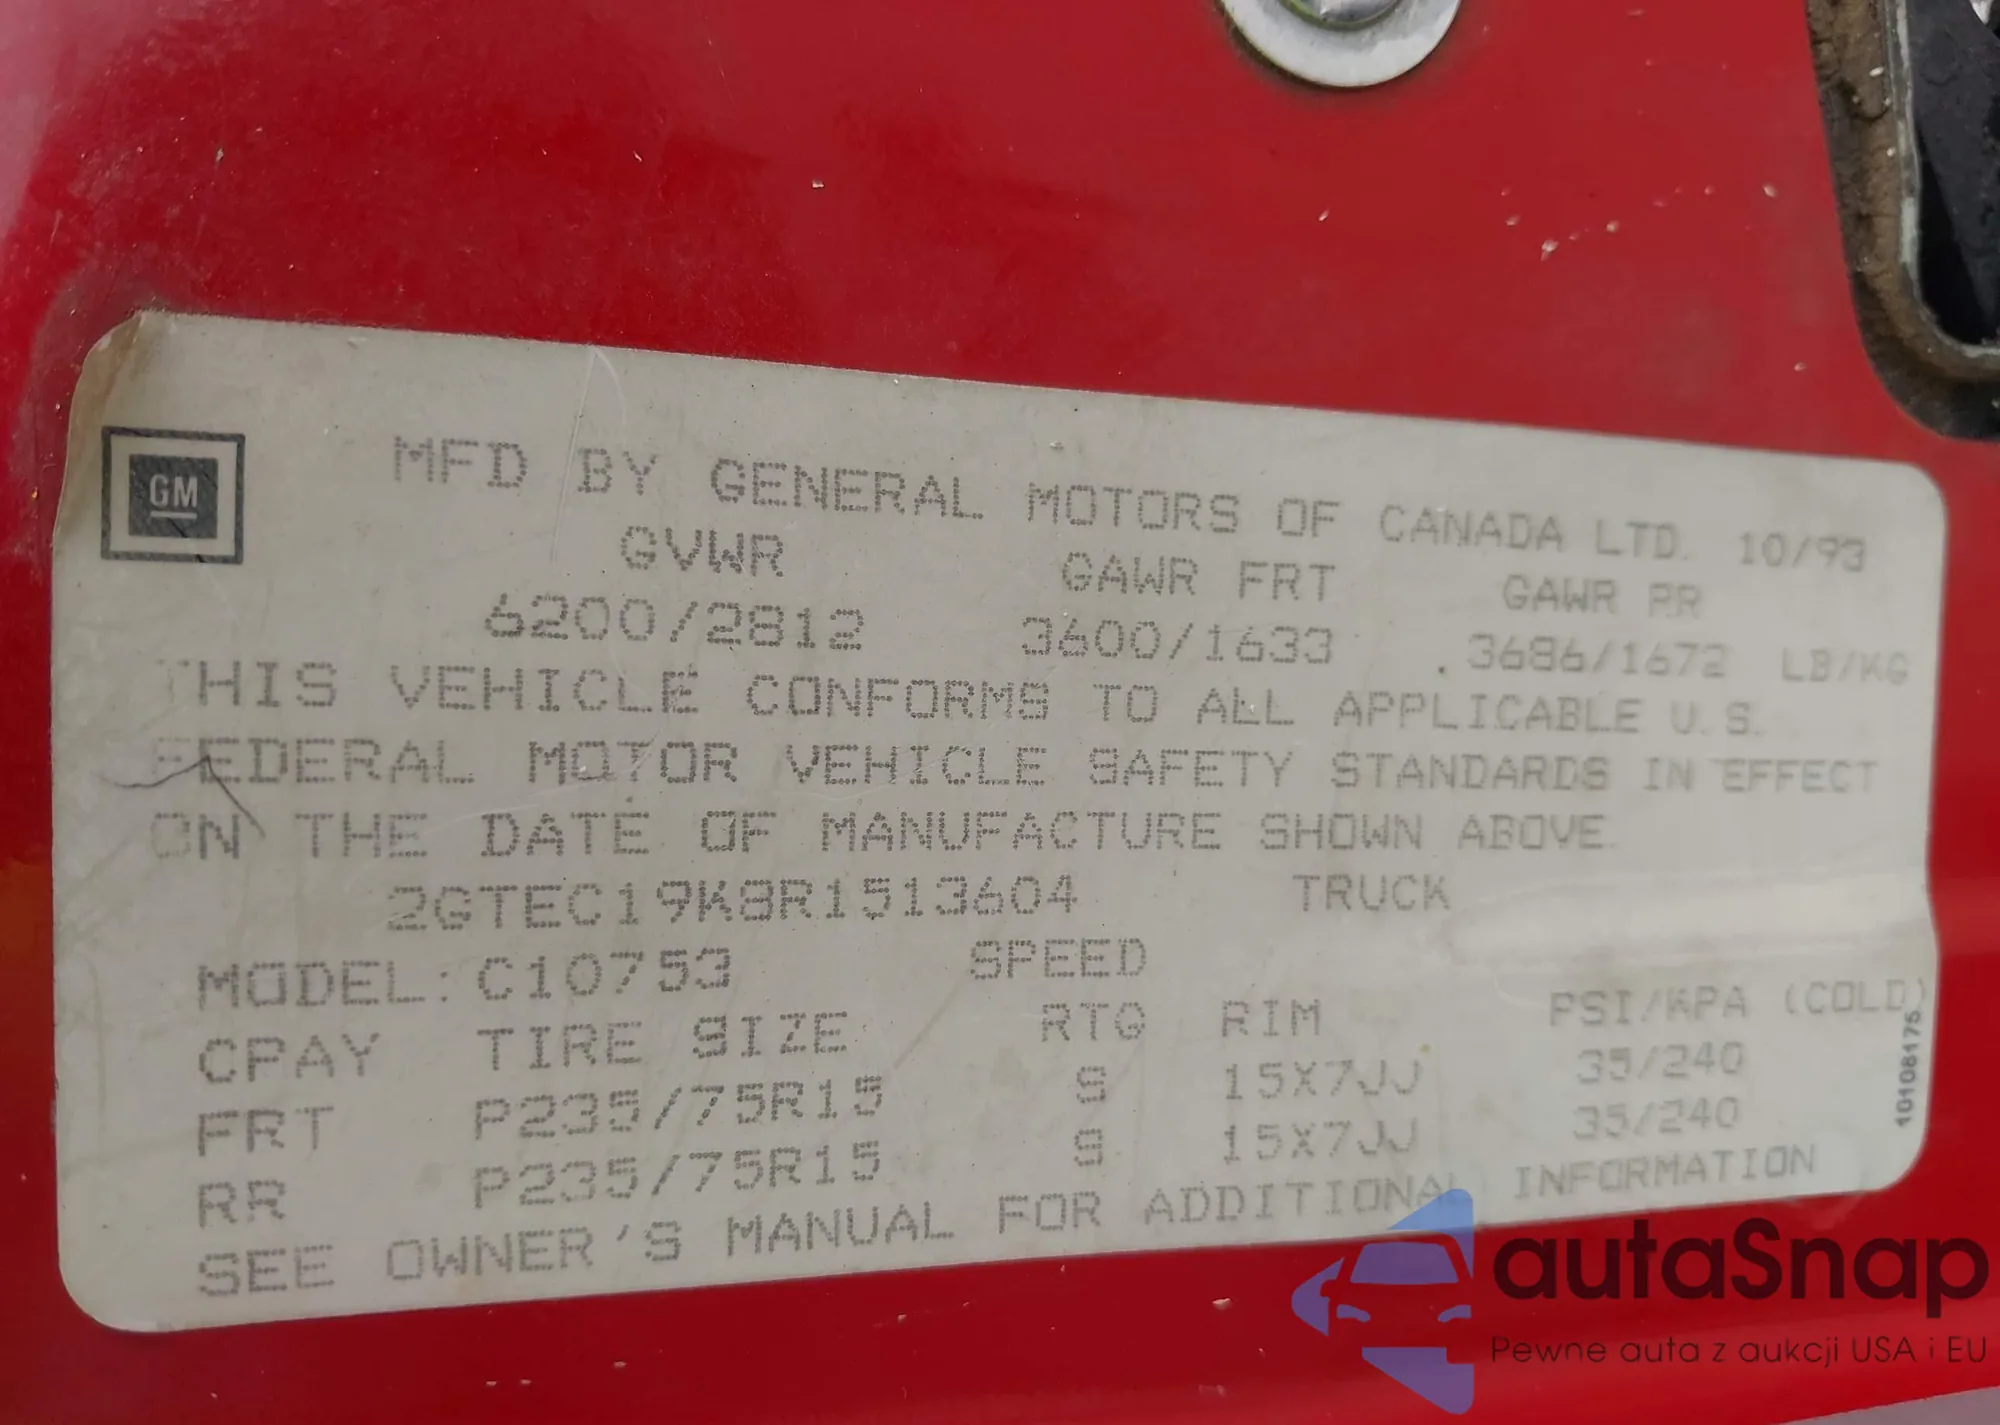 GM
MFD BY GENERAL MOTORS OF CANADA LTD. 10/93
GVWR GAWR FRT GAWR RR
6200/2812 3600/1633 3686/1672 LB/KG
THIS VEHICLE CONFORMS TO ALL APPLICABLE U.S.
FEDERAL MOTOR VEHICLE SAFETY STANDARDS IN EFFECT
ON THE DATE OF MANUFACTURE SHOWN ABOVE.
2GTEC19K8R1513604 TRUCK
MODEL: C10753 SPEED
CPAY TIRE SIZE RTG RIM PSI/KPA (COLD)
FRT P235/75R15 S 15X7JJ 35/240
RR P235/75R15 S 15X7JJ 35/240
SEE OWNER'S MANUAL FOR ADDITIONAL INFORMATION
10108175
autaSnap
Pewne auta z aukcji USA i EU